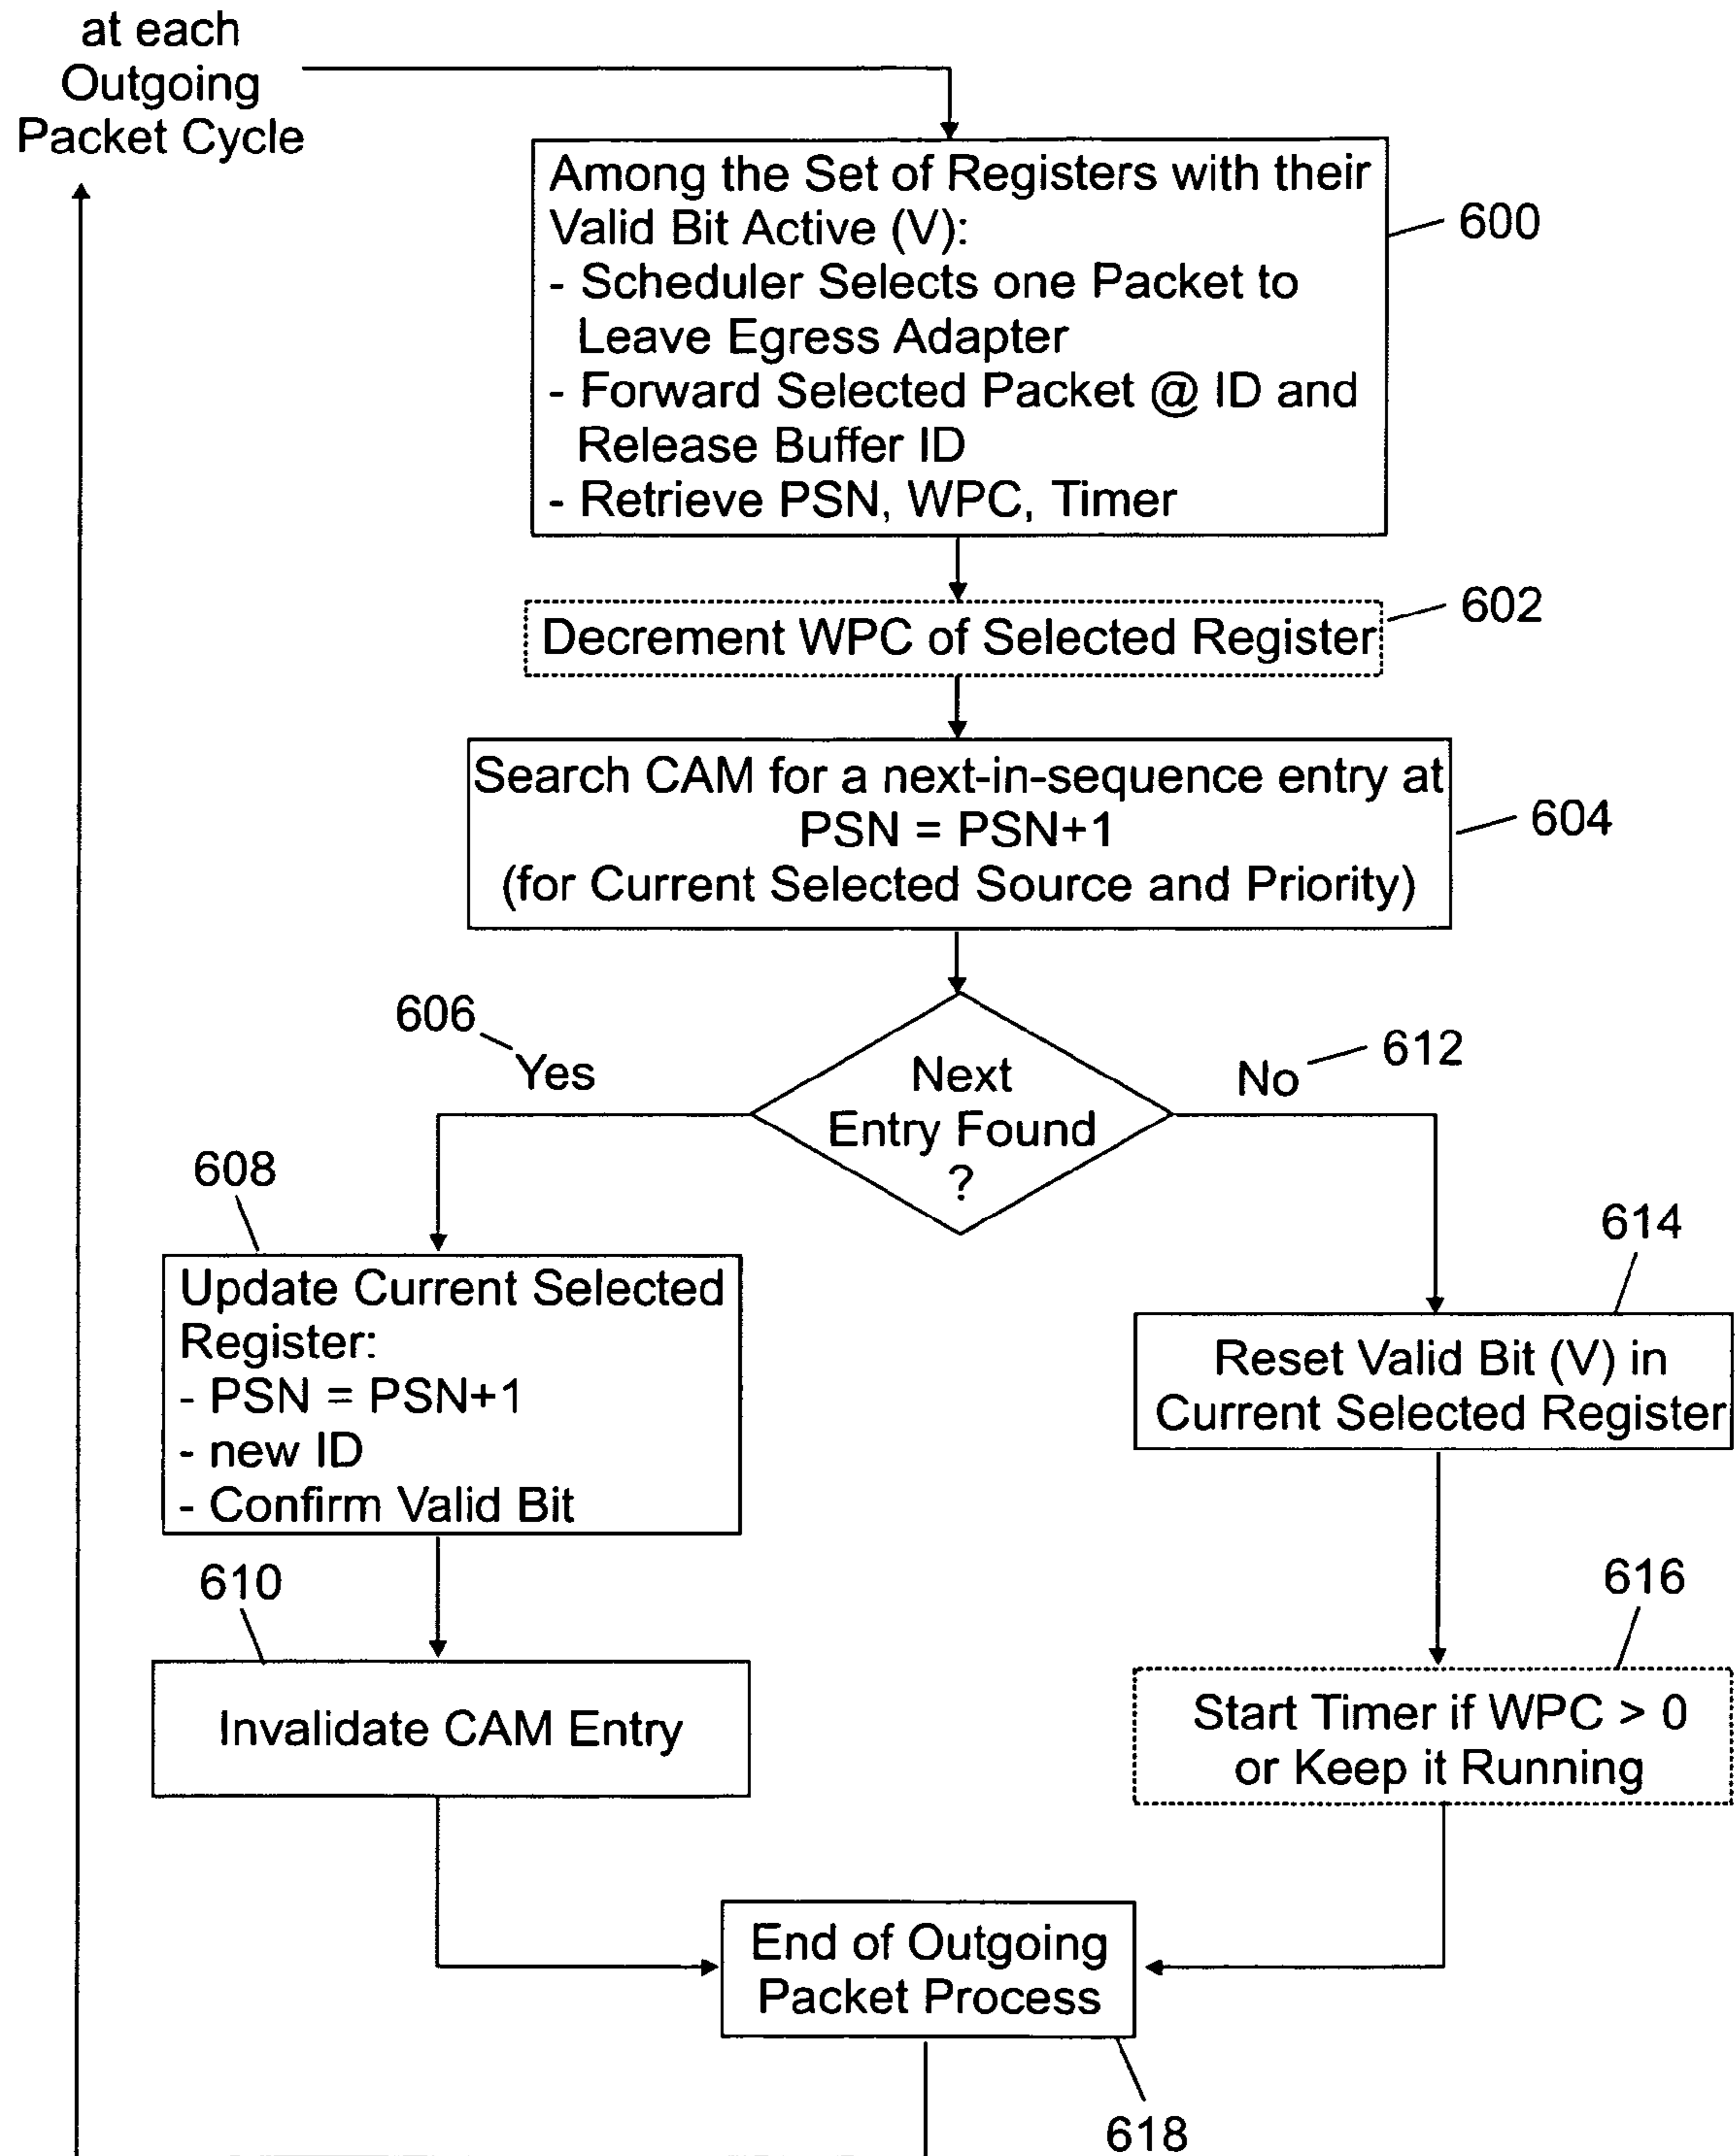 at each
Outgoing
Packet Cycle
Among the Set of Registers with their
Valid Bit Active (V):
- Scheduler Selects one Packet to
Leave Egress Adapter
- Forward Selected Packet @ ID and
Release Buffer ID
- Retrieve PSN, WPC, Timer
600
Decrement WPC of Selected Register
602
Search CAM for a next-in-sequence entry at
PSN = PSN+1
(for Current Selected Source and Priority)
604
606
Yes
Next
Entry Found
?
No
612
608
Update Current Selected
Register:
- PSN = PSN+1
- new ID
- Confirm Valid Bit
614
Reset Valid Bit (V) in
Current Selected Register
610
Invalidate CAM Entry
616
Start Timer if WPC > 0
or Keep it Running
End of Outgoing
Packet Process
618